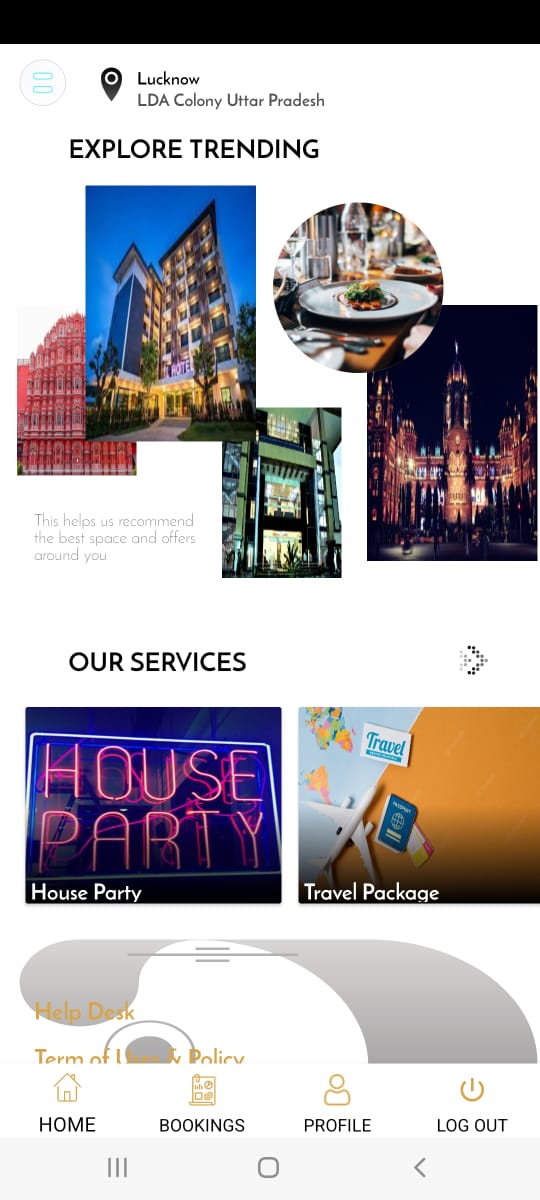 Lucknow
LDA Colony Uttar Pradesh
EXPLORE TRENDING
HOTEL
This helps us recommend
the best space and offers
around you
OUR SERVICES
HOUSE
PARTY
House Party
Travel
PASSPORT
Travel Package
Help Desk
Term of Uses & Policy
HOME
BOOKINGS
PROFILE
LOG OUT